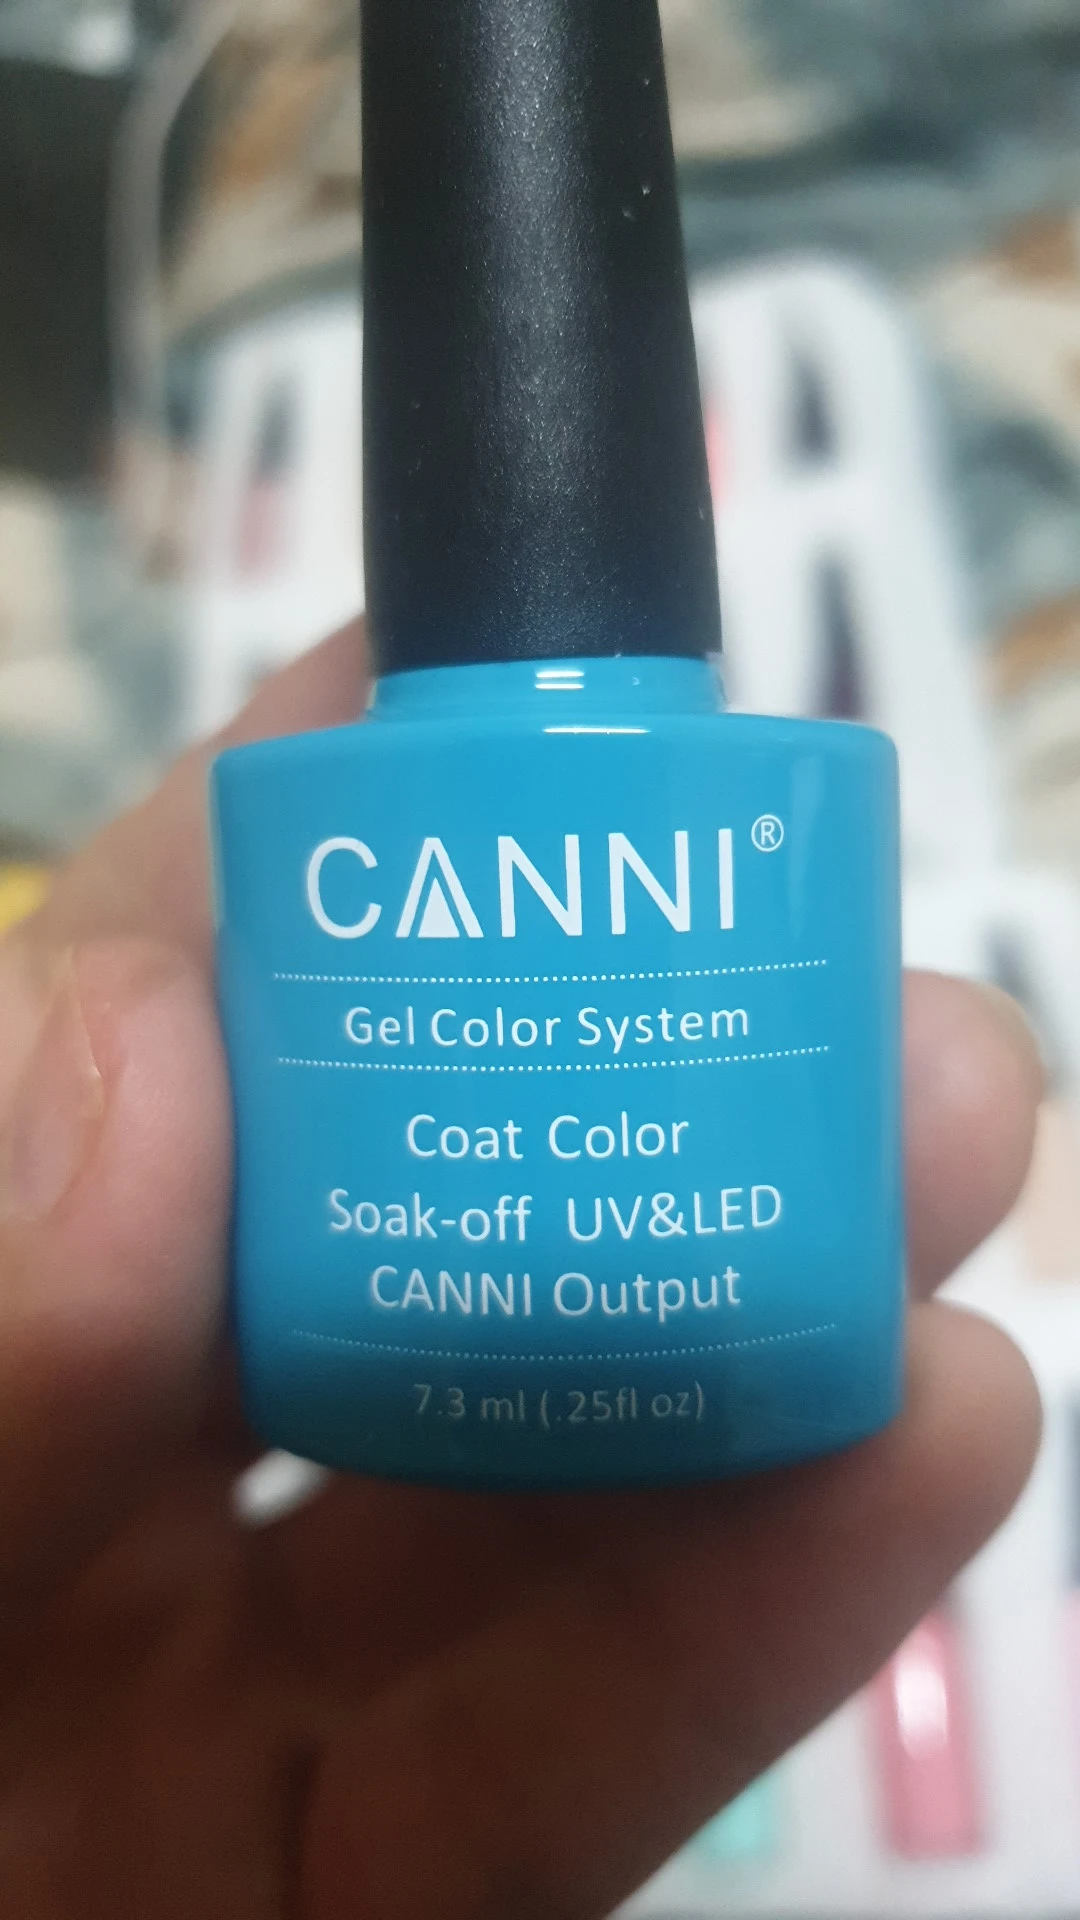 CANNI®
Gel Color System
Coat Color
Soak-off UV&LED
CANNI Output
7.3 ml (.25fl oz)